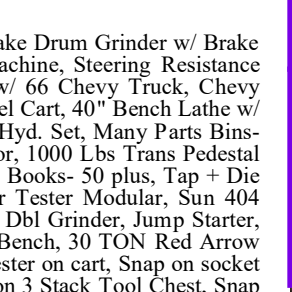 ake Drum Grinder w/ Brake
achine, Steering Resistance
w/ 66 Chevy Truck, Chevy
el Cart, 40" Bench Lathe w/
Hyd. Set, Many Parts Bins-
or, 1000 Lbs Trans Pedestal
Books- 50 plus, Tap + Die
r Tester Modular, Sun 404
Dbl Grinder, Jump Starter,
Bench, 30 TON Red Arrow
ester on cart, Snap on socket
on 3 Stack Tool Chest, Snap